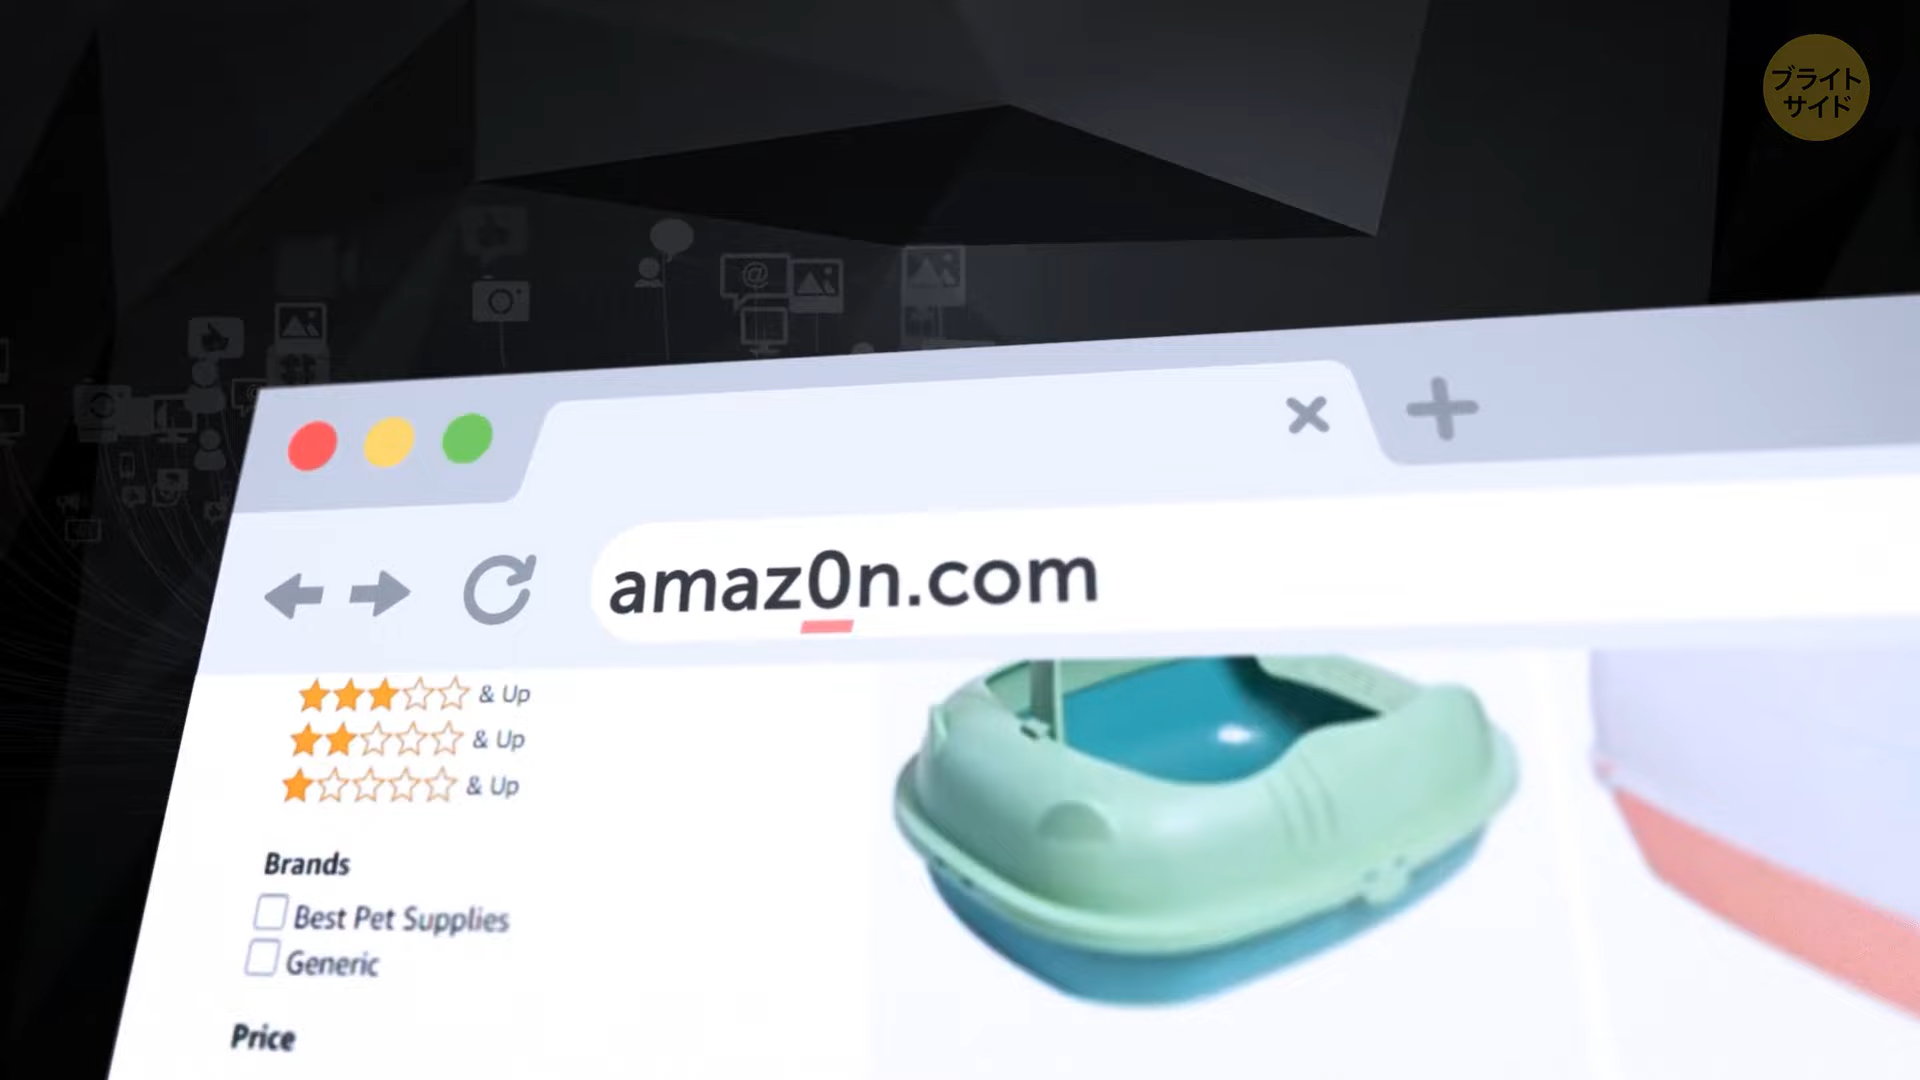 ブライト
サイド
amaz0n.com
& Up
& Up
& Up
Brands
Best Pet Supplies
Generic
Price